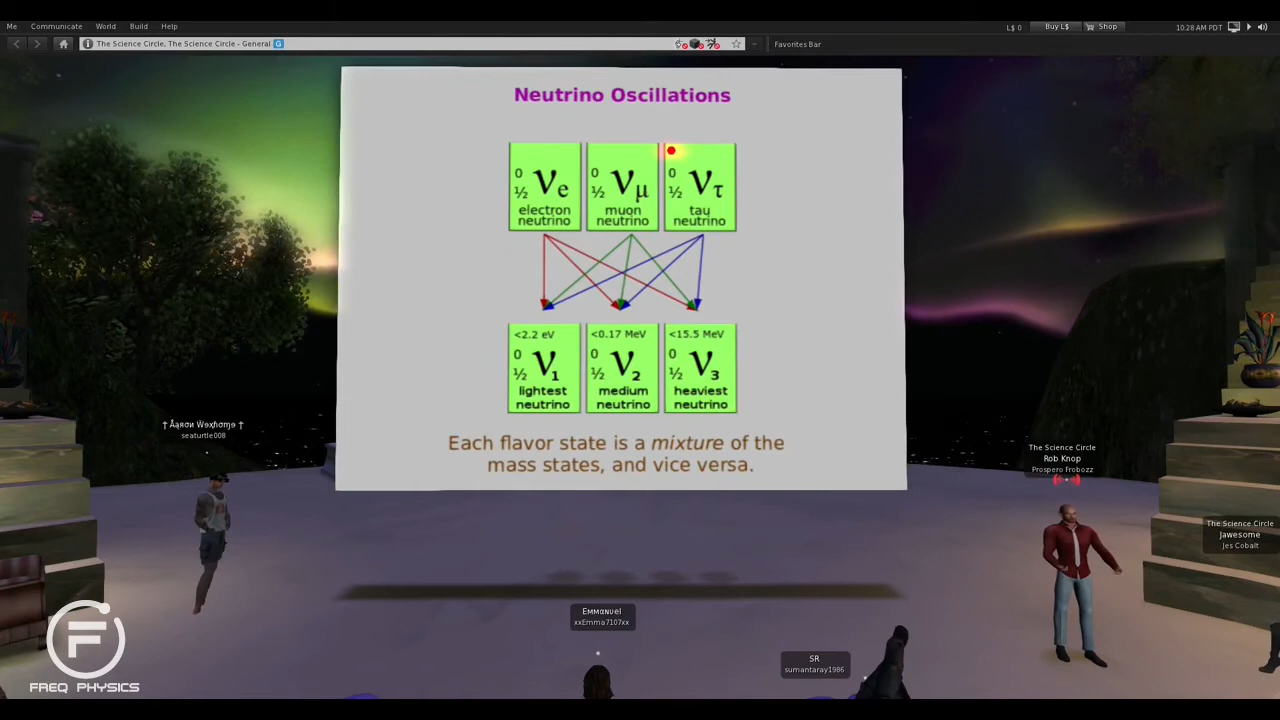 Me Communicate World Build Help
L$ 0 Buy L$ Shop 10:28 AM PDT
The Science Circle, The Science Circle - General G
Favorites Bar
Neutrino Oscillations
0 ½ νe electron neutrino
0 ½ νμ muon neutrino
0 ½ ντ tau neutrino
<2.2 eV 0 ½ ν1 lightest neutrino
<0.17 MeV 0 ½ ν2 medium neutrino
<15.5 MeV 0 ½ ν3 heaviest neutrino
Each flavor state is a mixture of the
mass states, and vice versa.
seaturtle008
The Science Circle
Rob Knop
Prospero Frobozz
The Science Circle
Jawesome
Jes Cobalt
Emmanuel
xxEmma7107xx
SR
sumantaray1986
F
FREQ PHYSICS